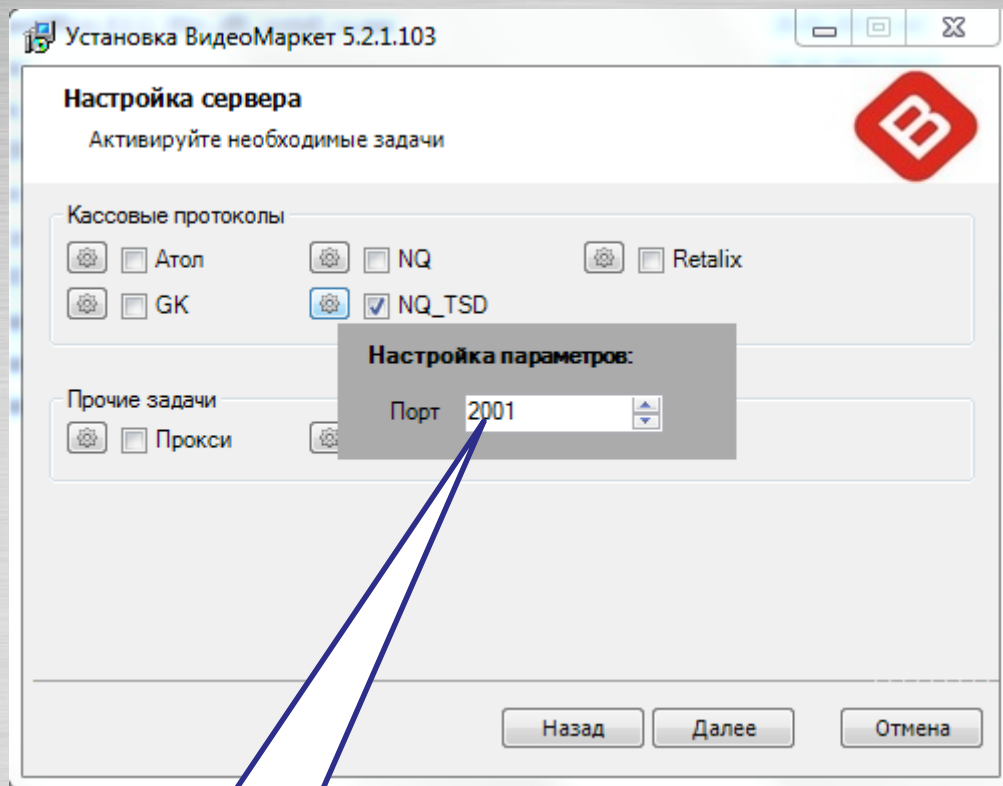 Установка ВидеоМаркет 5.2.1.103
Настройка сервера
Активируйте необходимые задачи
Кассовые протоколы
Атол
NQ
Retalix
GK
NQ_TSD
Настройка параметров:
Порт 2001
Прочие задачи
Прокси
Назад
Далее
Отмена